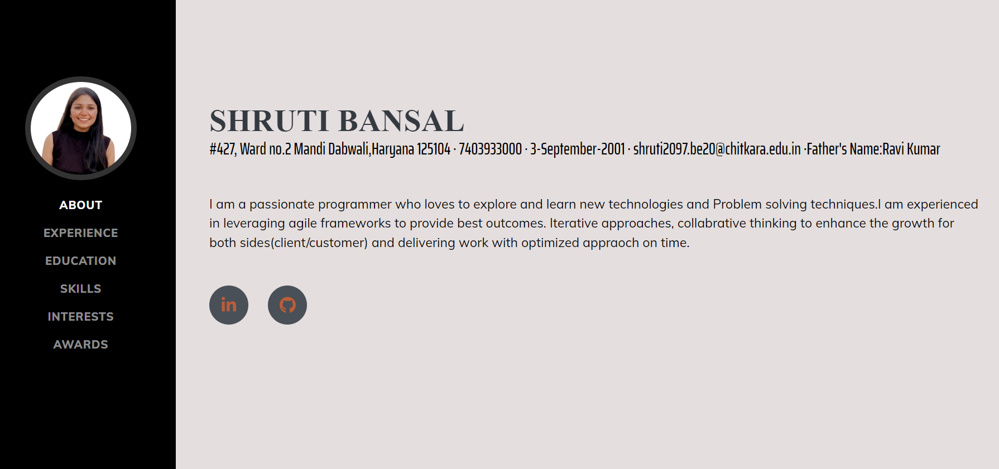 ABOUT
EXPERIENCE
EDUCATION
SKILLS
INTERESTS
AWARDS
SHRUTI BANSAL
#427, Ward no.2 Mandi Dabwali,Haryana 125104 · 7403933000 · 3-September-2001 · shruti2097.be20@chitkara.edu.in ·Father's Name:Ravi Kumar
I am a passionate programmer who loves to explore and learn new technologies and Problem solving techniques.I am experienced
in leveraging agile frameworks to provide best outcomes. Iterative approaches, collabrative thinking to enhance the growth for
both sides(client/customer) and delivering work with optimized appraoch on time.
in